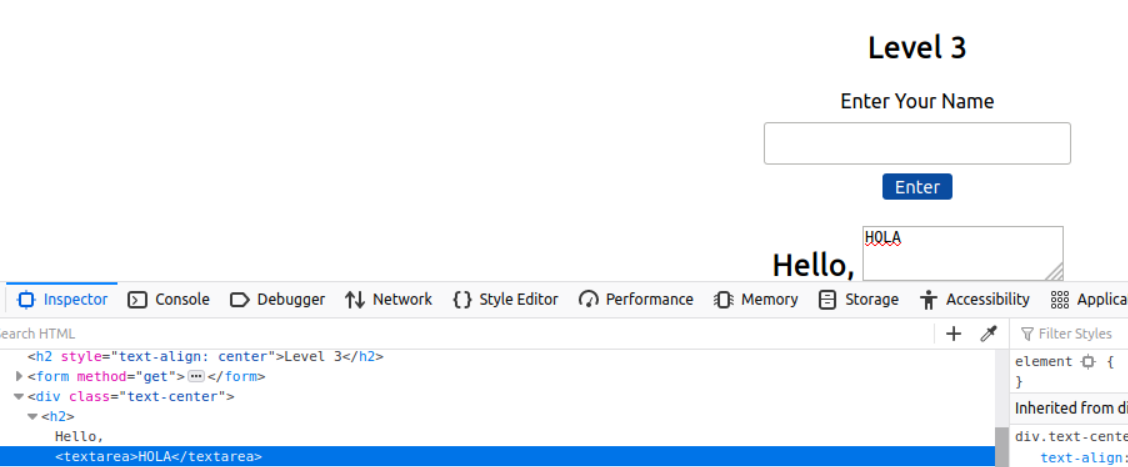 Level 3
Enter Your Name
Enter
HOLA
Hello,
Inspector Console Debugger Network {} Style Editor Performance Memory Storage Accessibility Applica
earch HTML + Filter Styles
<h2 style="text-align: center">Level 3</h2>
element {
<form method="get"> ••• </form>
}
<div class="text-center">
<h2>
Inherited from di
Hello,
div.text-cente
<textarea>HOLA</textarea>
text-align: